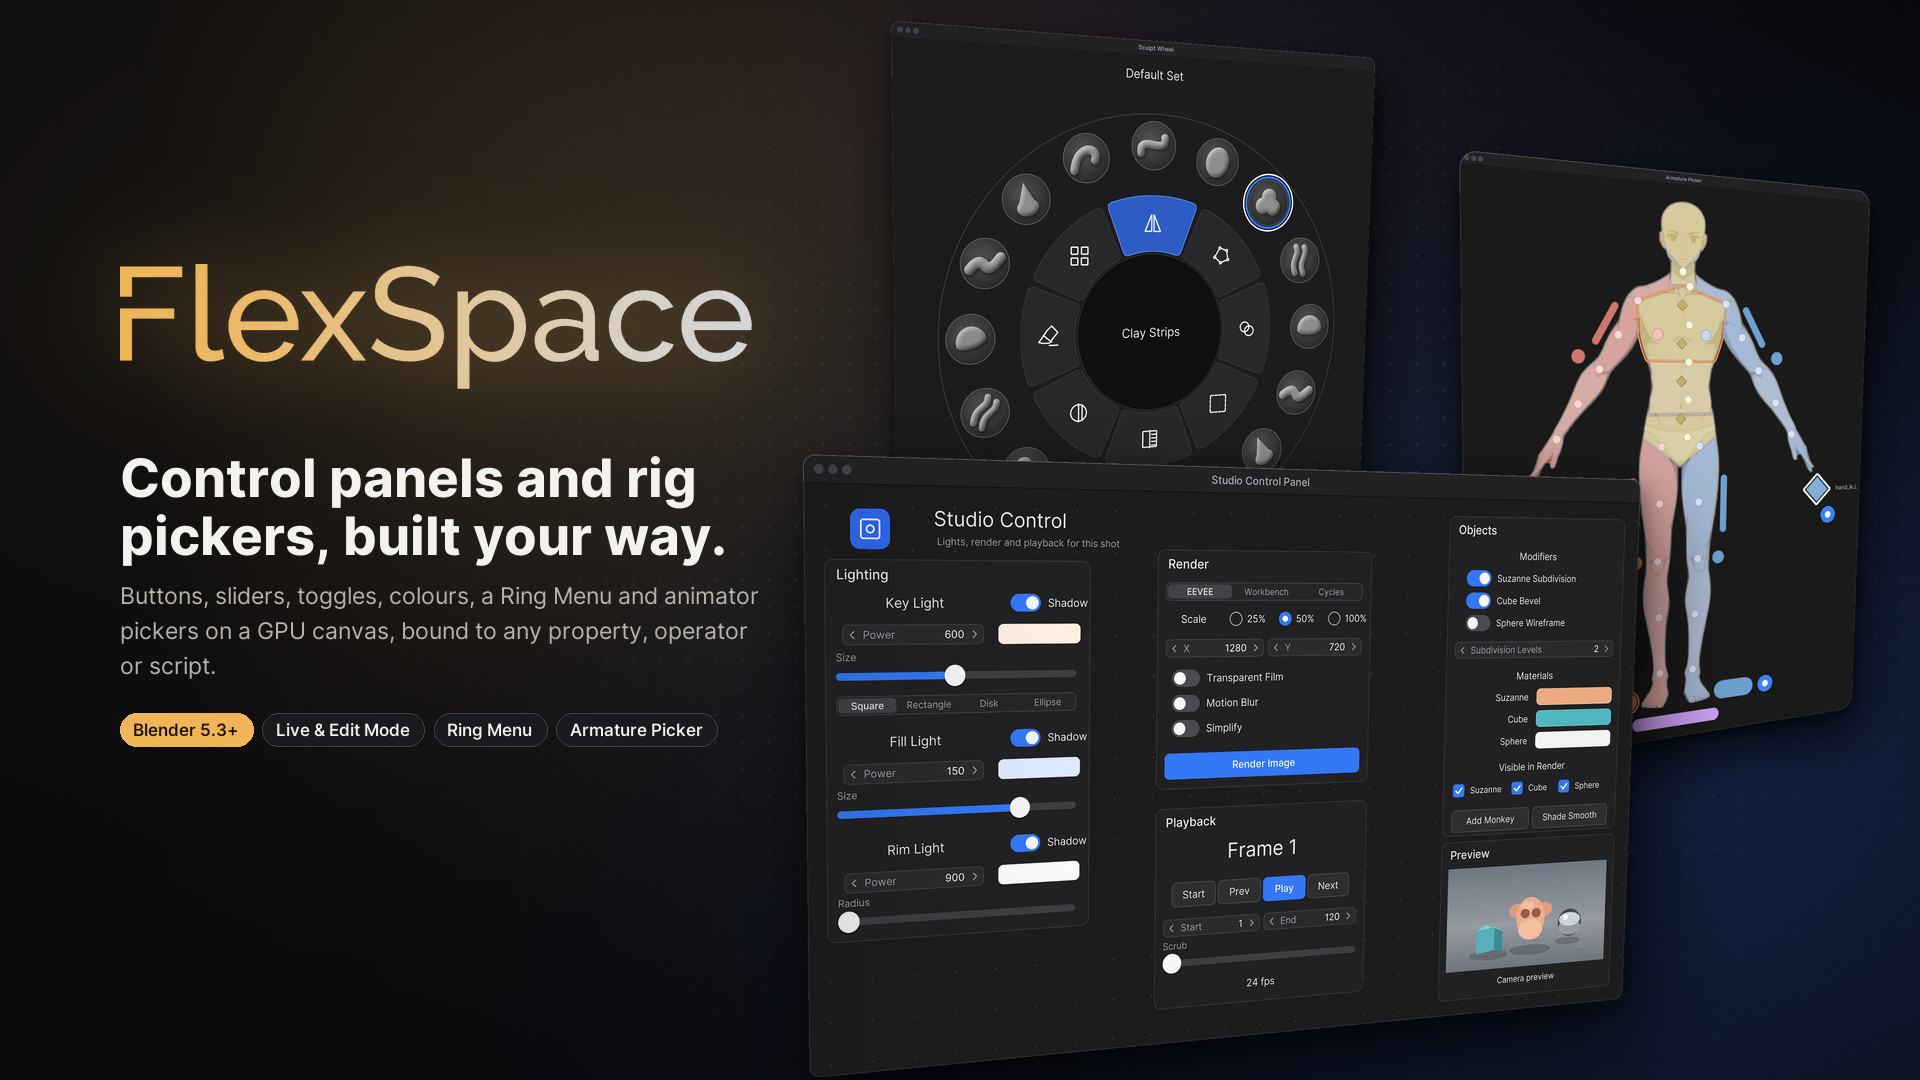 FlexSpace
Control panels and rig
pickers, built your way.
Buttons, sliders, toggles, colours, a Ring Menu and animator
pickers on a GPU canvas, bound to any property, operator
or script.
Blender 5.3+
Live & Edit Mode
Ring Menu
Armature Picker
Sculpt Wheel
Default Set
Clay Strips
Armature Picker
hand_ik.L
Studio Control Panel
Studio Control
Lights, render and playback for this shot
Lighting
Key Light
Shadow
Power 600
Size
Square Rectangle Disk Ellipse
Fill Light
Shadow
Power 150
Size
Rim Light
Shadow
Power 900
Radius
Render
EEVEE Workbench Cycles
Scale 25% 50% 100%
X 1280 Y 720
Transparent Film
Motion Blur
Simplify
Render Image
Playback
Frame 1
Start Prev Play Next
Start 1 End 120
Scrub
24 fps
Objects
Modifiers
Suzanne Subdivision
Cube Bevel
Sphere Wireframe
Subdivision Levels 2
Materials
Suzanne
Cube
Sphere
Visible in Render
Suzanne Cube Sphere
Add Monkey Shade Smooth
Preview
Camera preview